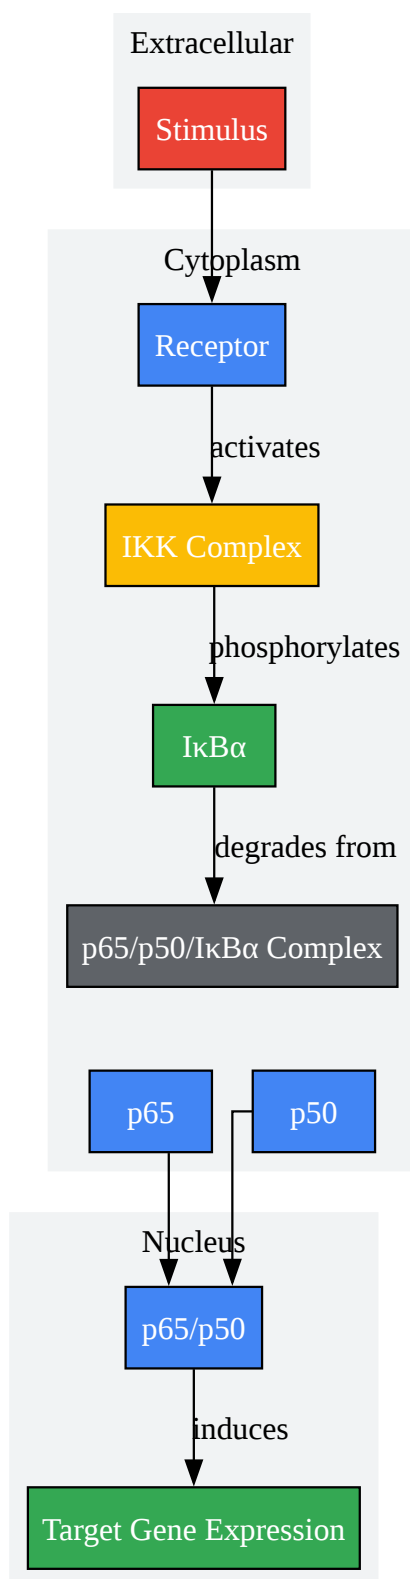 Extracellular
Stimulus
Cytoplasm
Receptor
activates
IKK Complex
phosphorylates
IκBα
degrades from
p65/p50/IκBα Complex
p65
p50
Nucleus
p65/p50
induces
Target Gene Expression